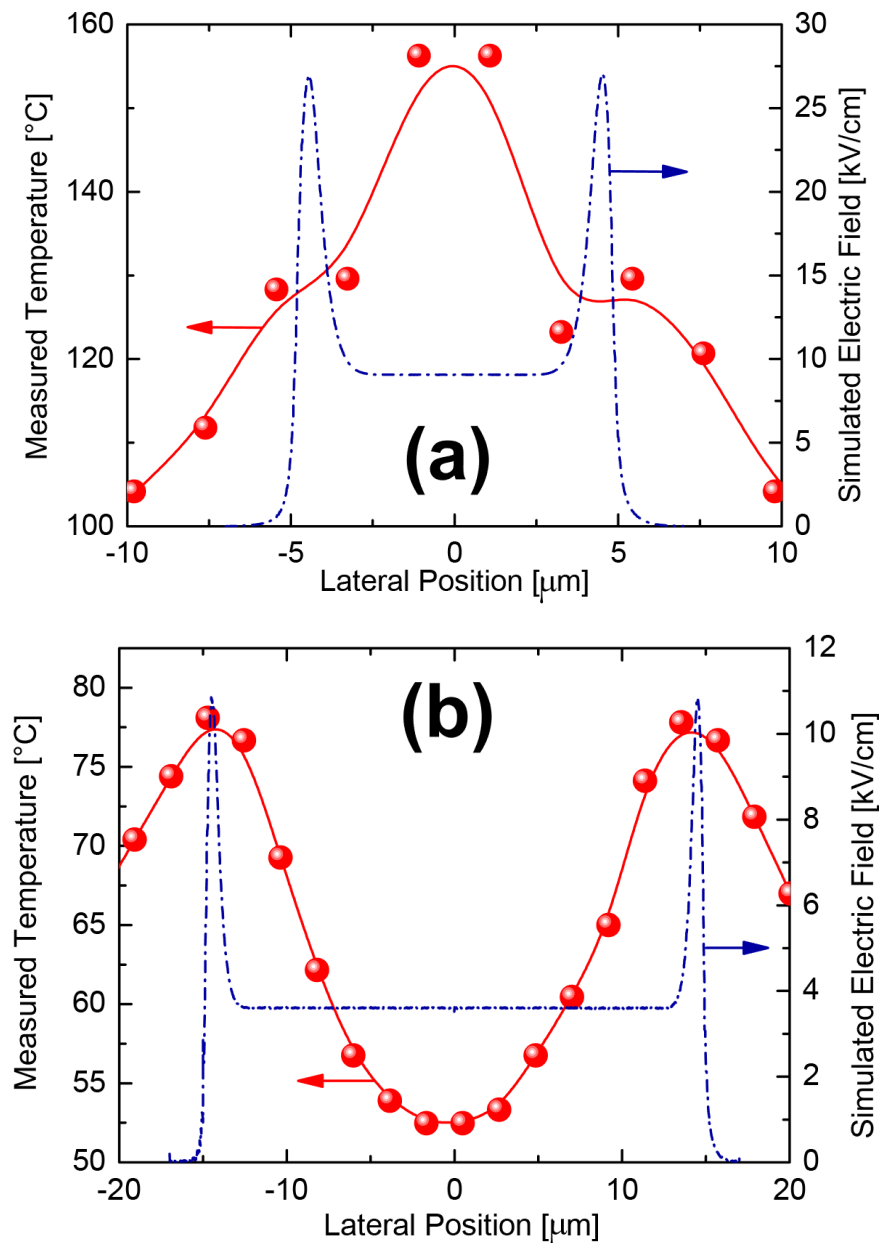 160
140
120
100
30
25
20
15
10
5
0
Measured Temperature [°C]
Simulated Electric Field [kV/cm]
(a)
-10 -5 0 5 10
Lateral Position [μm]
80
75
70
65
60
55
50
12
10
8
6
4
2
0
Measured Temperature [°C]
Simulated Electric Field [kV/cm]
(b)
-20 -10 0 10 20
Lateral Position [μm]